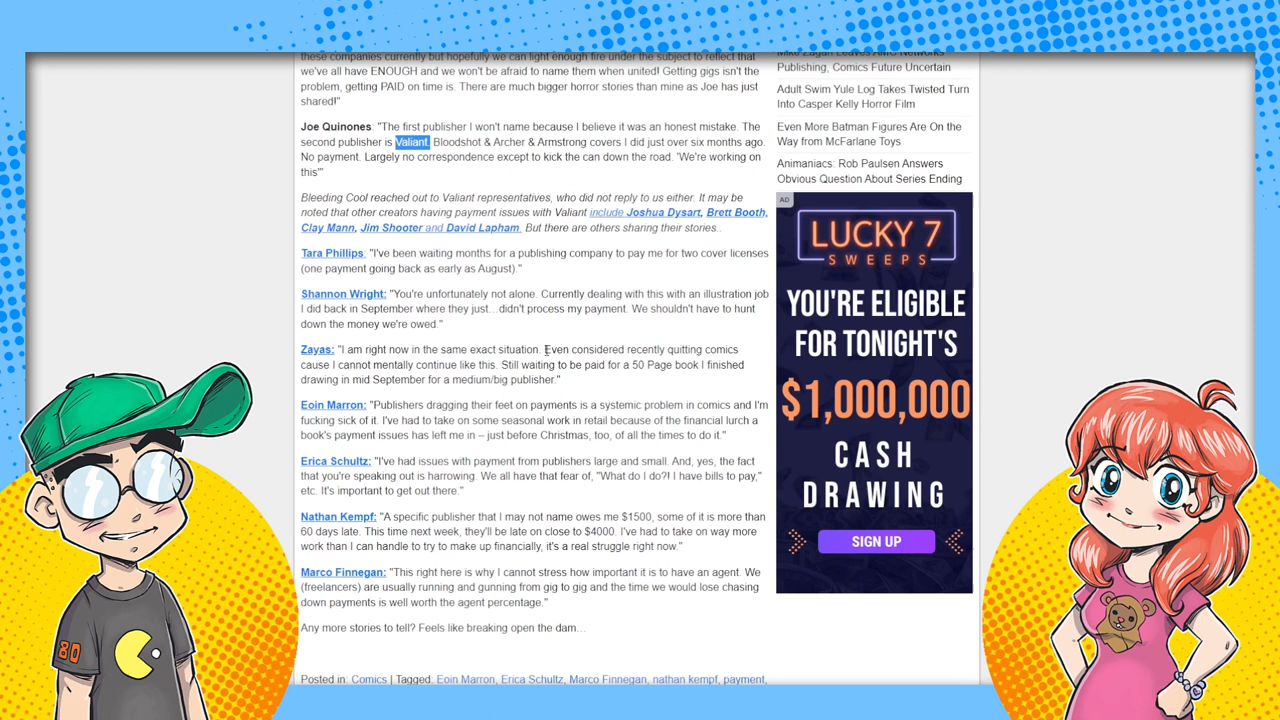 these companies currently but hopefully we can light enough fire under the subject to reflect that
we've all have ENOUGH and we won't be afraid to name them when united! Getting gigs isn't the
problem, getting PAID on time is. There are much bigger horror stories than mine as Joe has just
shared!"
Joe Quinones: "The first publisher I won't name because I believe it was an honest mistake. The
second publisher is Valiant. Bloodshot & Archer & Armstrong covers I did just over six months ago.
No payment. Largely no correspondence except to kick the can down the road. 'We're working on
this'"
Bleeding Cool reached out to Valiant representatives, who did not reply to us either. It may be
noted that other creators having payment issues with Valiant include Joshua Dysart, Brett Booth,
Clay Mann, Jim Shooter and David Lapham. But there are others sharing their stories..
Tara Phillips: "I've been waiting months for a publishing company to pay me for two cover licenses
(one payment going back as early as August)."
Shannon Wright: "You're unfortunately not alone. Currently dealing with this with an illustration job
I did back in September where they just…didn't process my payment. We shouldn't have to hunt
down the money we're owed."
Zayas: "I am right now in the same exact situation. Even considered recently quitting comics
cause I cannot mentally continue like this. Still waiting to be paid for a 50 Page book I finished
drawing in mid September for a medium/big publisher."
Eoin Marron: "Publishers dragging their feet on payments is a systemic problem in comics and I'm
fucking sick of it. I've had to take on some seasonal work in retail because of the financial lurch a
book's payment issues has left me in – just before Christmas, too, of all the times to do it."
Erica Schultz: "I've had issues with payment from publishers large and small. And, yes, the fact
that you're speaking out is harrowing. We all have that fear of, "What do I do?! I have bills to pay,"
etc. It's important to get out there."
Nathan Kempf: "A specific publisher that I may not name owes me $1500, some of it is more than
60 days late. This time next week, they'll be late on close to $4000. I've had to take on way more
work than I can handle to try to make up financially, it's a real struggle right now."
Marco Finnegan: "This right here is why I cannot stress how important it is to have an agent. We
(freelancers) are usually running and gunning from gig to gig and the time we would lose chasing
down payments is well worth the agent percentage."
Any more stories to tell? Feels like breaking open the dam…
Posted in: Comics | Tagged: Eoin Marron, Erica Schultz, Marco Finnegan, nathan kempf, payment,
Mike Zagari Leaves AMC Networks
Publishing, Comics Future Uncertain
Adult Swim Yule Log Takes Twisted Turn
Into Casper Kelly Horror Film
Even More Batman Figures Are On the
Way from McFarlane Toys
Animaniacs: Rob Paulsen Answers
Obvious Question About Series Ending
AD
LUCKY 7
SWEEPS
YOU'RE ELIGIBLE
FOR TONIGHT'S
$1,000,000
CASH
DRAWING
SIGN UP
80